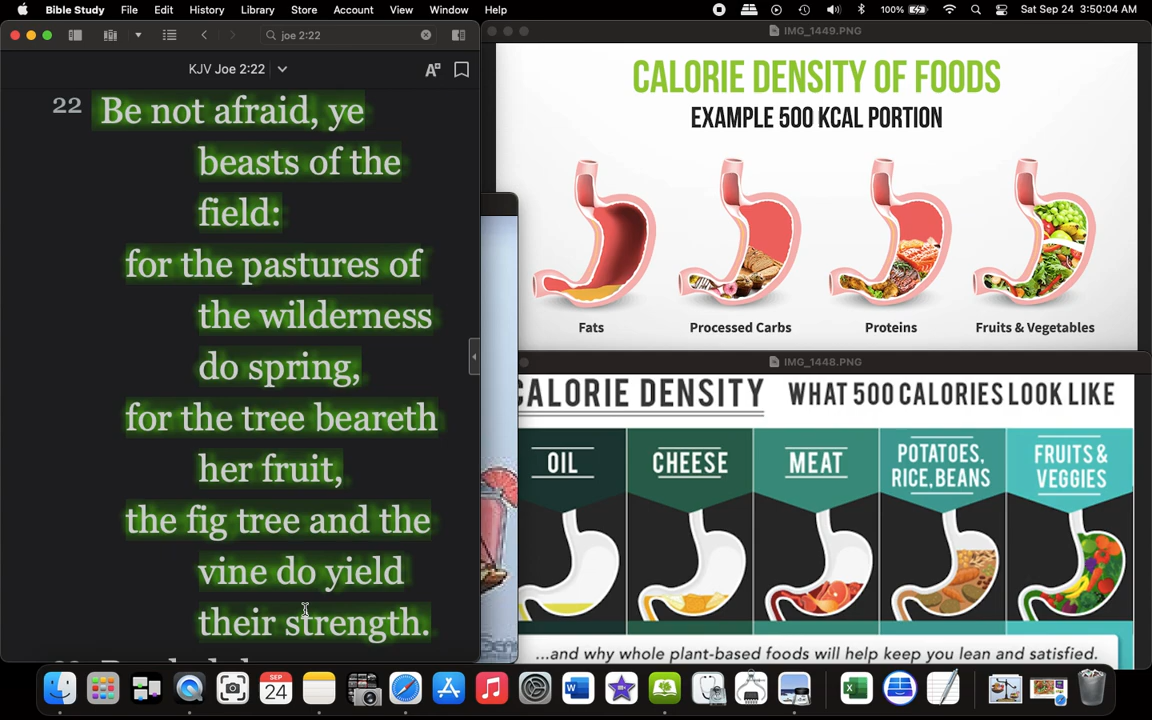 Bible Study File Edit History Library Store Account View Window Help
100% Sat Sep 24 3:50:04 AM
joe 2:22
KJV Joe 2:22
22 Be not afraid, ye
beasts of the
field:
for the pastures of
the wilderness
do spring,
for the tree beareth
her fruit,
the fig tree and the
vine do yield
their strength.
IMG_1449.PNG
CALORIE DENSITY OF FOODS
EXAMPLE 500 KCAL PORTION
Fats Processed Carbs Proteins Fruits & Vegetables
IMG_1448.PNG
CALORIE DENSITY WHAT 500 CALORIES LOOK LIKE
OIL
CHEESE
MEAT
POTATOES,
RICE, BEANS
FRUITS &
VEGGIES
...and why whole plant-based foods will help keep you lean and satisfied.
SEP
24